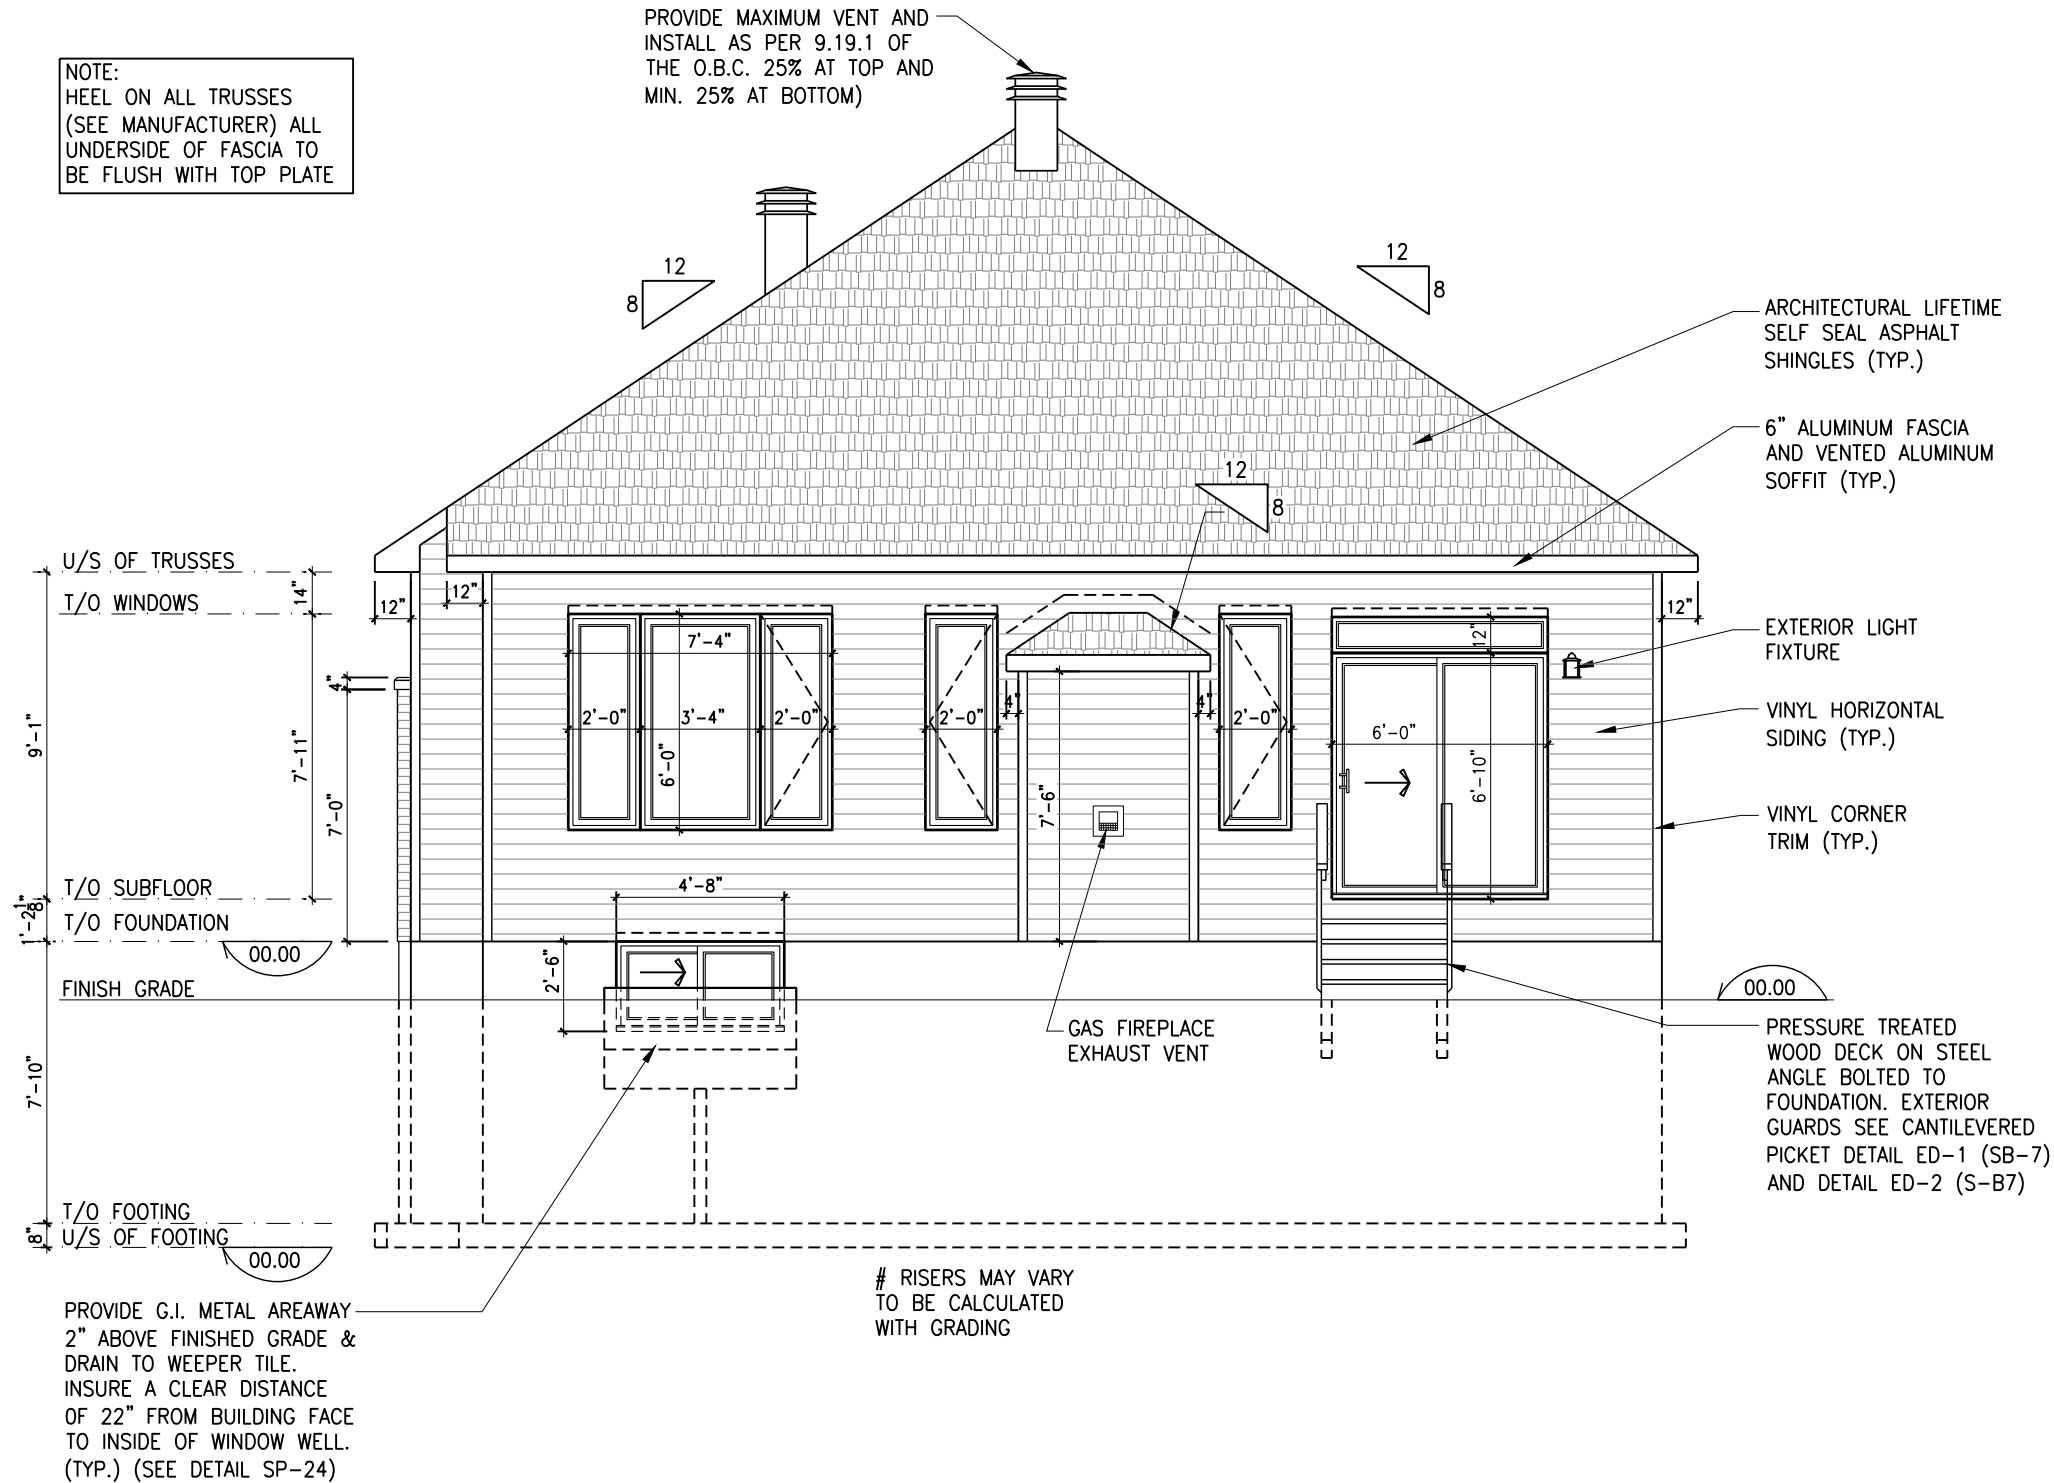 PROVIDE MAXIMUM VENT AND
INSTALL AS PER 9.19.1 OF
THE O.B.C. 25% AT TOP AND
MIN. 25% AT BOTTOM)
NOTE:
HEEL ON ALL TRUSSES
(SEE MANUFACTURER) ALL
UNDERSIDE OF FASCIA TO
BE FLUSH WITH TOP PLATE
12
8
12
8
12
8
ARCHITECTURAL LIFETIME
SELF SEAL ASPHALT
SHINGLES (TYP.)
6" ALUMINUM FASCIA
AND VENTED ALUMINUM
SOFFIT (TYP.)
EXTERIOR LIGHT
FIXTURE
VINYL HORIZONTAL
SIDING (TYP.)
VINYL CORNER
TRIM (TYP.)
U/S OF TRUSSES
T/O WINDOWS
T/O SUBFLOOR
T/O FOUNDATION
00.00
FINISH GRADE
T/O FOOTING
U/S OF FOOTING
00.00
14"
9'-1"
7'-11"
7'-0"
4"
1'-2 1/8"
7'-10"
8"
12"
12"
12"
7'-4"
2'-0"
3'-4"
2'-0"
6'-0"
2'-0"
4"
7'-6"
4"
2'-0"
12"
6'-0"
6'-10"
4'-8"
2'-6"
00.00
GAS FIREPLACE
EXHAUST VENT
PRESSURE TREATED
WOOD DECK ON STEEL
ANGLE BOLTED TO
FOUNDATION. EXTERIOR
GUARDS SEE CANTILEVERED
PICKET DETAIL ED-1 (SB-7)
AND DETAIL ED-2 (S-B7)
# RISERS MAY VARY
TO BE CALCULATED
WITH GRADING
PROVIDE G.I. METAL AREAWAY
2" ABOVE FINISHED GRADE &
DRAIN TO WEEPER TILE.
INSURE A CLEAR DISTANCE
OF 22" FROM BUILDING FACE
TO INSIDE OF WINDOW WELL.
(TYP.) (SEE DETAIL SP-24)